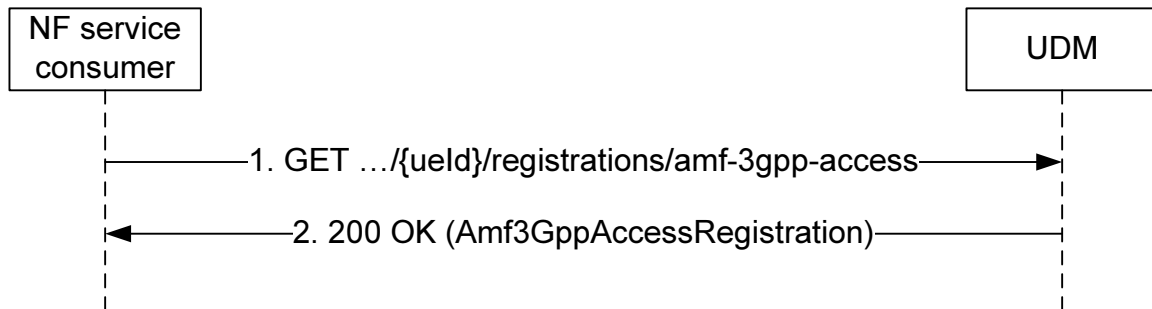 NF service
consumer
UDM
1. GET …/{ueId}/registrations/amf-3gpp-access
2. 200 OK (Amf3GppAccessRegistration)